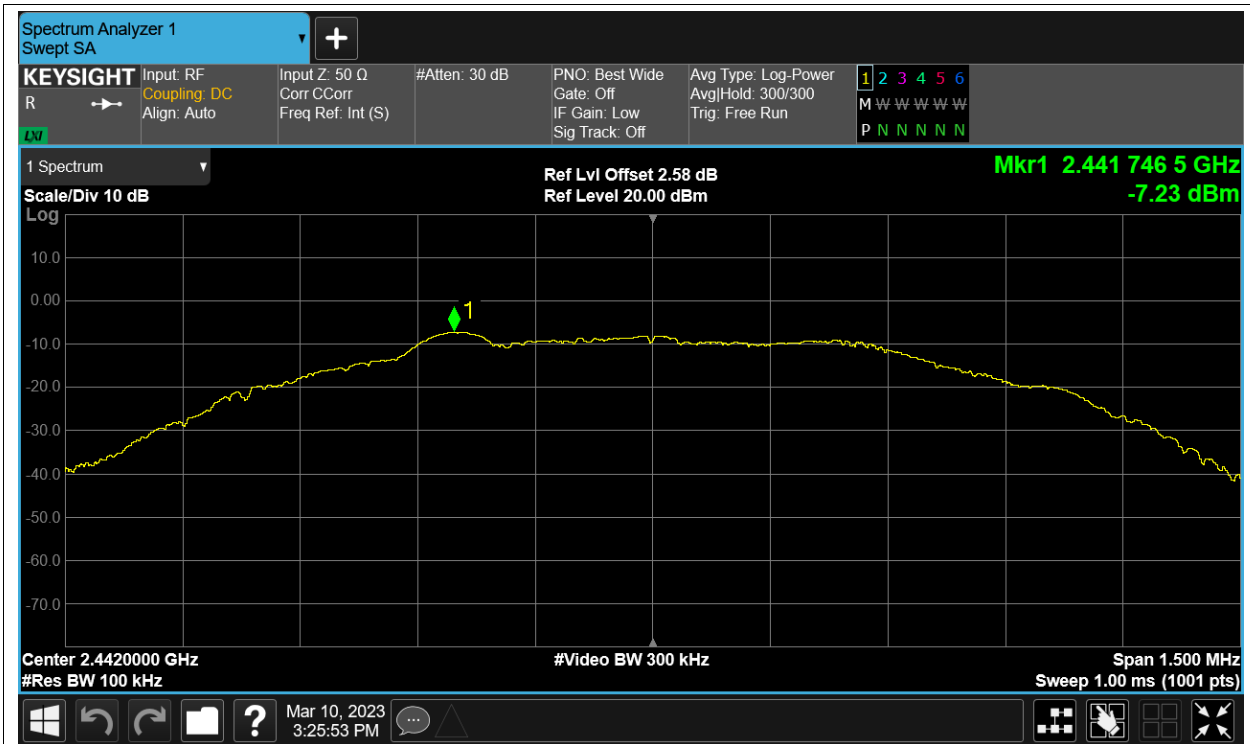 Spectrum Analyzer 1
Swept SA
KEYSIGHT
R
LXI
Input: RF
Coupling: DC
Align: Auto
Input Z: 50 Ω
Corr CCorr
Freq Ref: Int (S)
#Atten: 30 dB
PNO: Best Wide
Gate: Off
IF Gain: Low
Sig Track: Off
Avg Type: Log-Power
Avg|Hold: 300/300
Trig: Free Run
1 2 3 4 5 6
M W W W W W
P N N N N N
1 Spectrum
Scale/Div 10 dB
Ref Lvl Offset 2.58 dB
Ref Level 20.00 dBm
Mkr1 2.441 746 5 GHz
-7.23 dBm
Log
10.0
0.00
1
-10.0
-20.0
-30.0
-40.0
-50.0
-60.0
-70.0
Center 2.4420000 GHz
#Video BW 300 kHz
Span 1.500 MHz
#Res BW 100 kHz
Sweep 1.00 ms (1001 pts)
?
Mar 10, 2023
3:25:53 PM